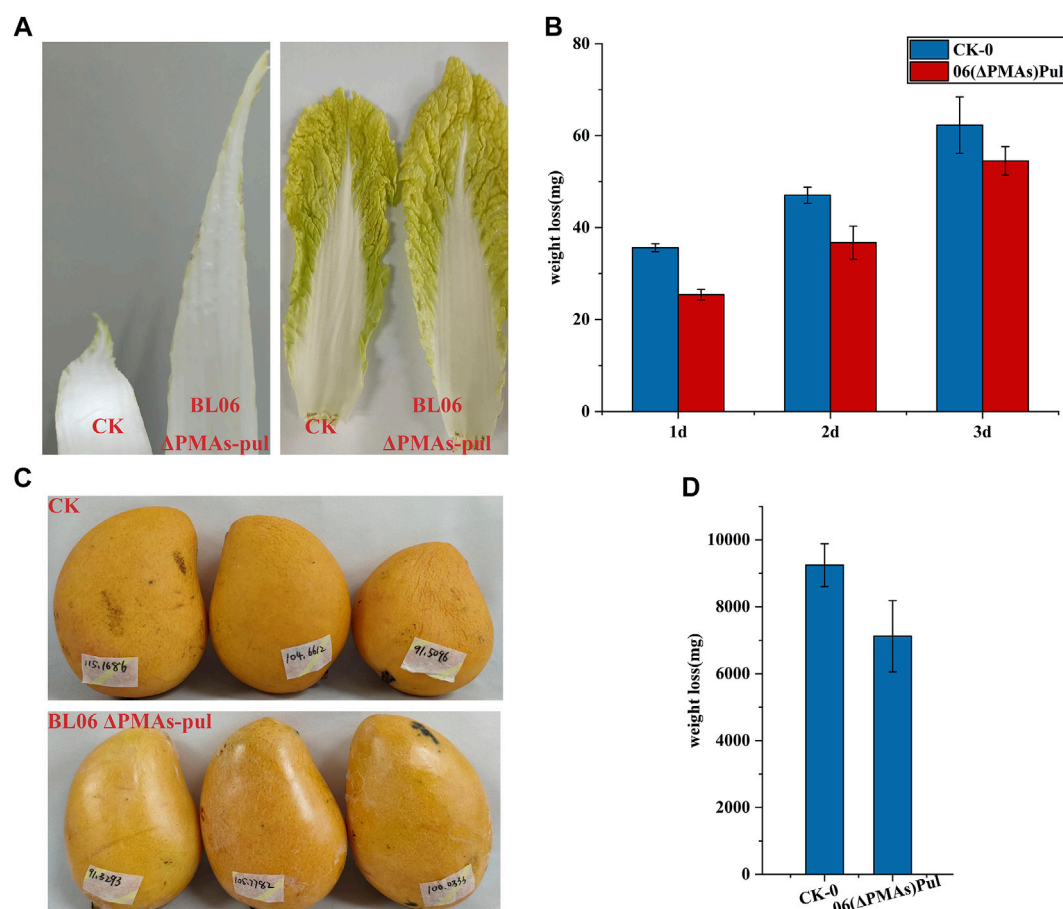 A
CK
BL06
ΔPMAs-pul
CK
BL06
ΔPMAs-pul
B
weight loss(mg)
80
60
40
20
0
CK-0
06(ΔPMAs)Pul
1d
2d
3d
C
CK
115.1686
104.6612
91.5096
BL06 ΔPMAs-pul
91.3293
105.7782
100.0333
D
weight loss(mg)
10000
8000
6000
4000
2000
0
CK-0
06(ΔPMAs)Pul